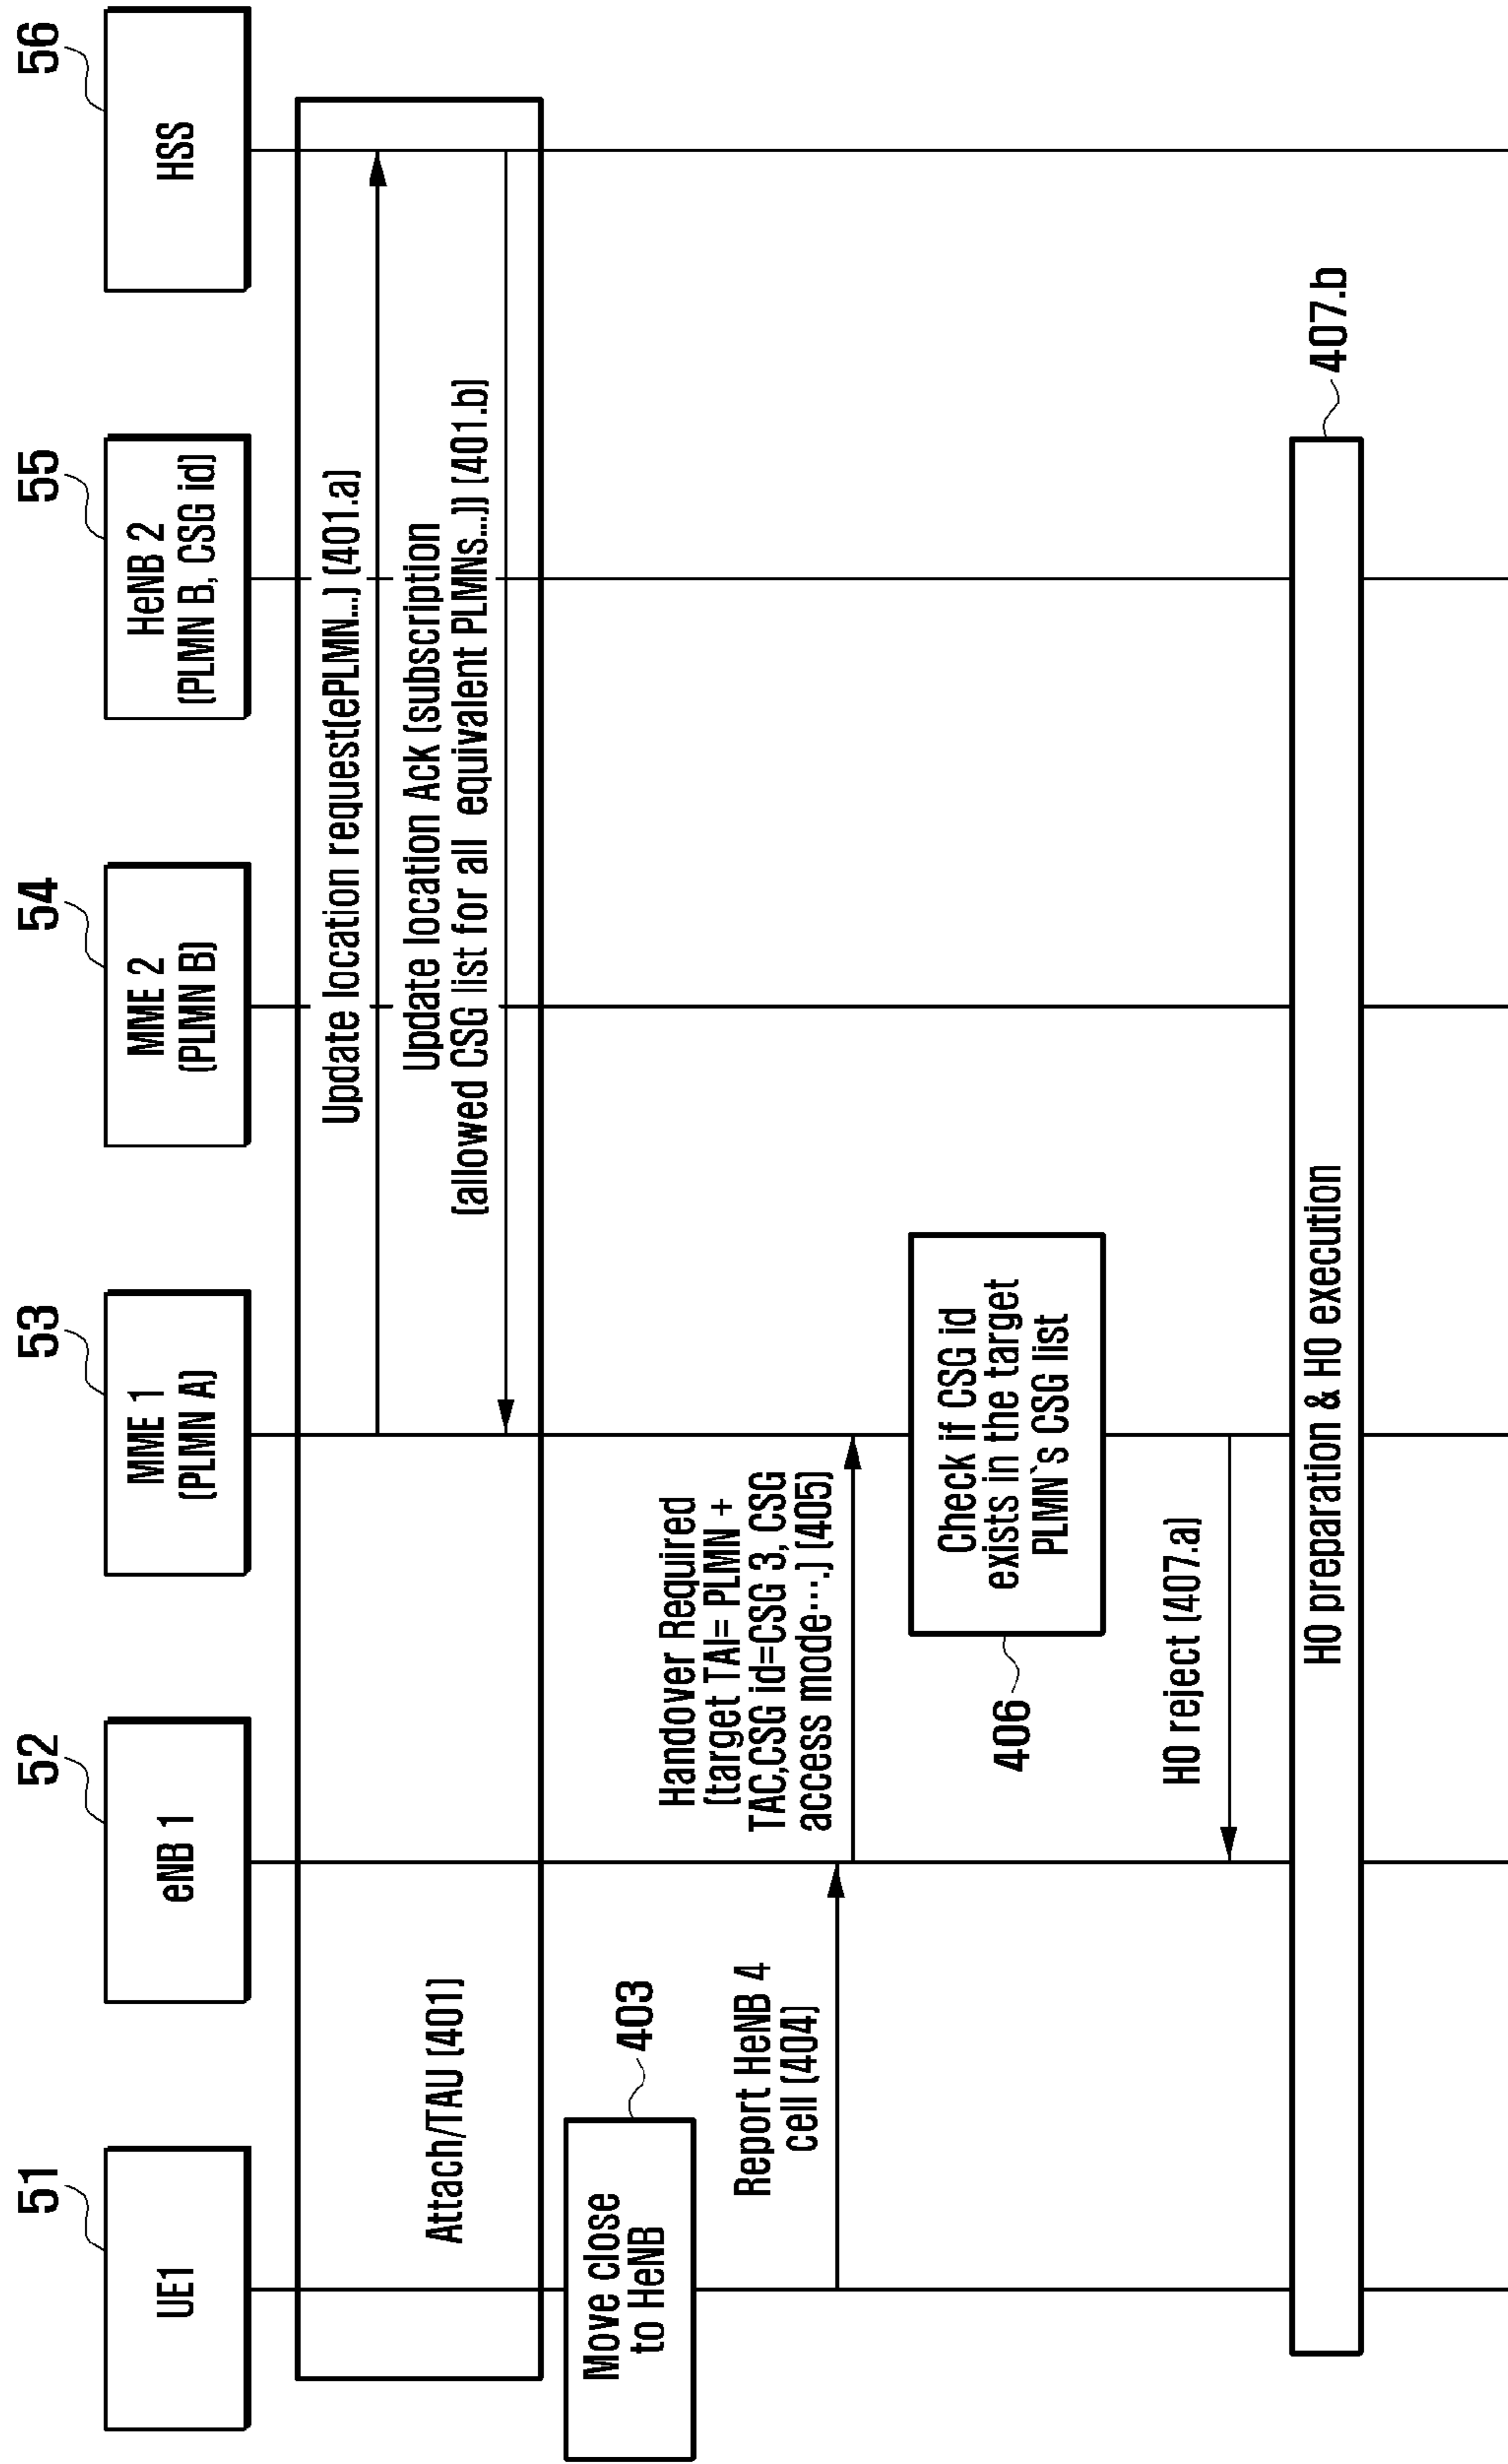 51
52
53
54
55
56
UE1
eNB 1
MME 1
(PLMN A)
MME 2
(PLMN B)
HeNB 2
(PLMN B, CSG id)
HSS
Update location request(ePLMN...) (401.a)
Attach/TAU (401)
Update location Ack (subscription
(allowed CSG list for all equivalent PLMNs...)) (401.b)
Move close
to HeNB
403
Report HeNB 4
cell (404)
Handover Required
(target TAI= PLMN +
TAC,CSG id=CSG 3, CSG
access mode···,) (405)
Check if CSG id
exists in the target
PLMN`s CSG list
406
HO reject (407.a)
HO preparation & HO execution
407.b